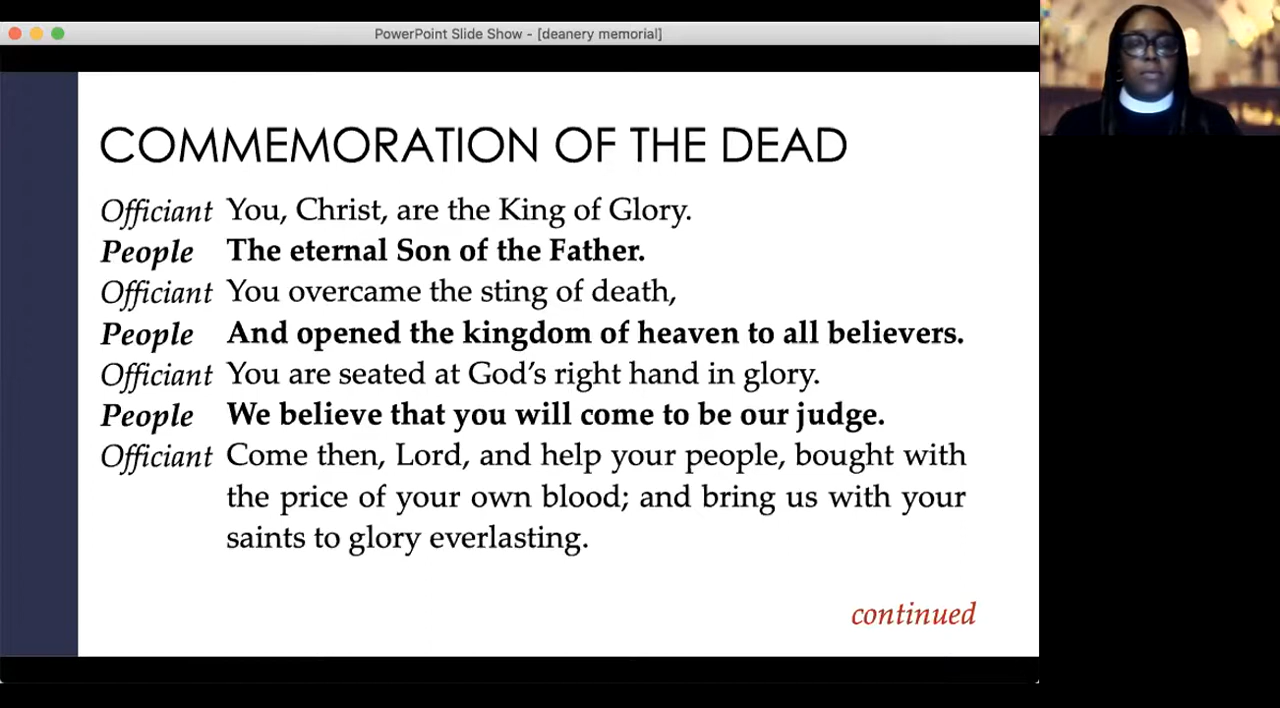 PowerPoint Slide Show - [deanery memorial]
COMMEMORATION OF THE DEAD
Officiant You, Christ, are the King of Glory.
People The eternal Son of the Father.
Officiant You overcame the sting of death,
People And opened the kingdom of heaven to all believers.
Officiant You are seated at God’s right hand in glory.
People We believe that you will come to be our judge.
Officiant Come then, Lord, and help your people, bought with
the price of your own blood; and bring us with your
saints to glory everlasting.
continued